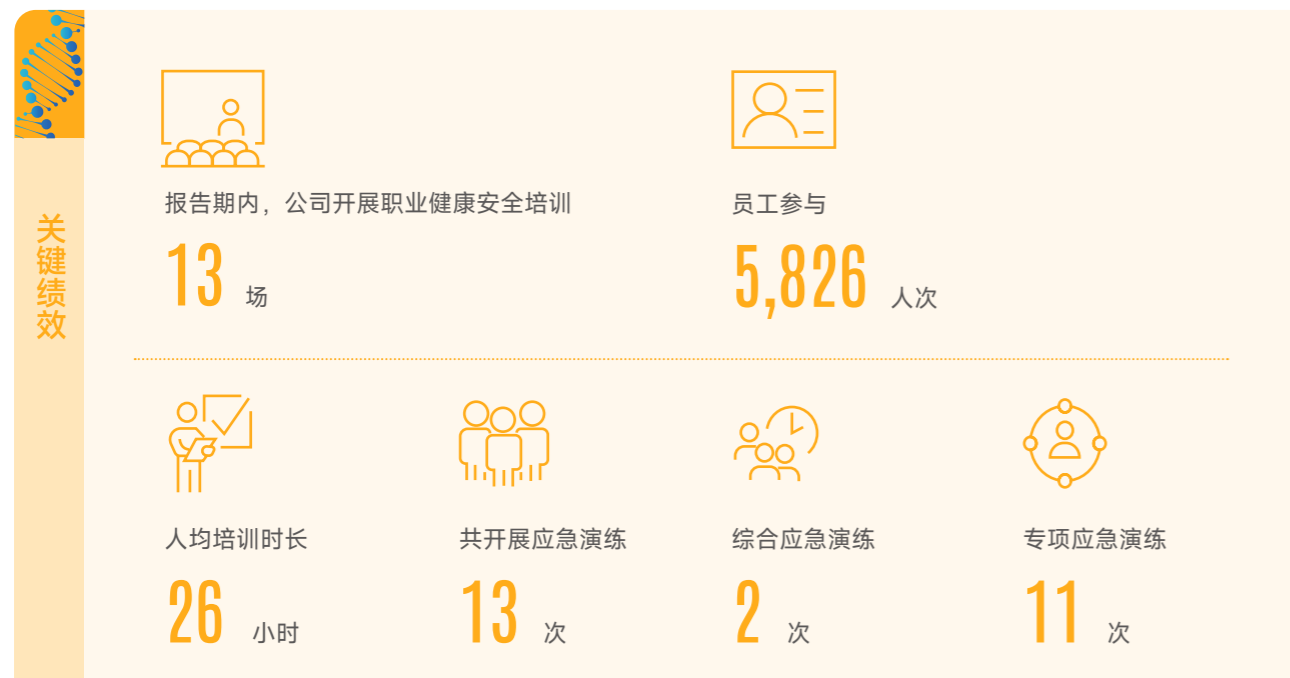 关键绩效
报告期内，公司开展职业健康安全培训
13 场
员工参与
5,826 人次
人均培训时长
26 小时
共开展应急演练
13 次
综合应急演练
2 次
专项应急演练
11 次